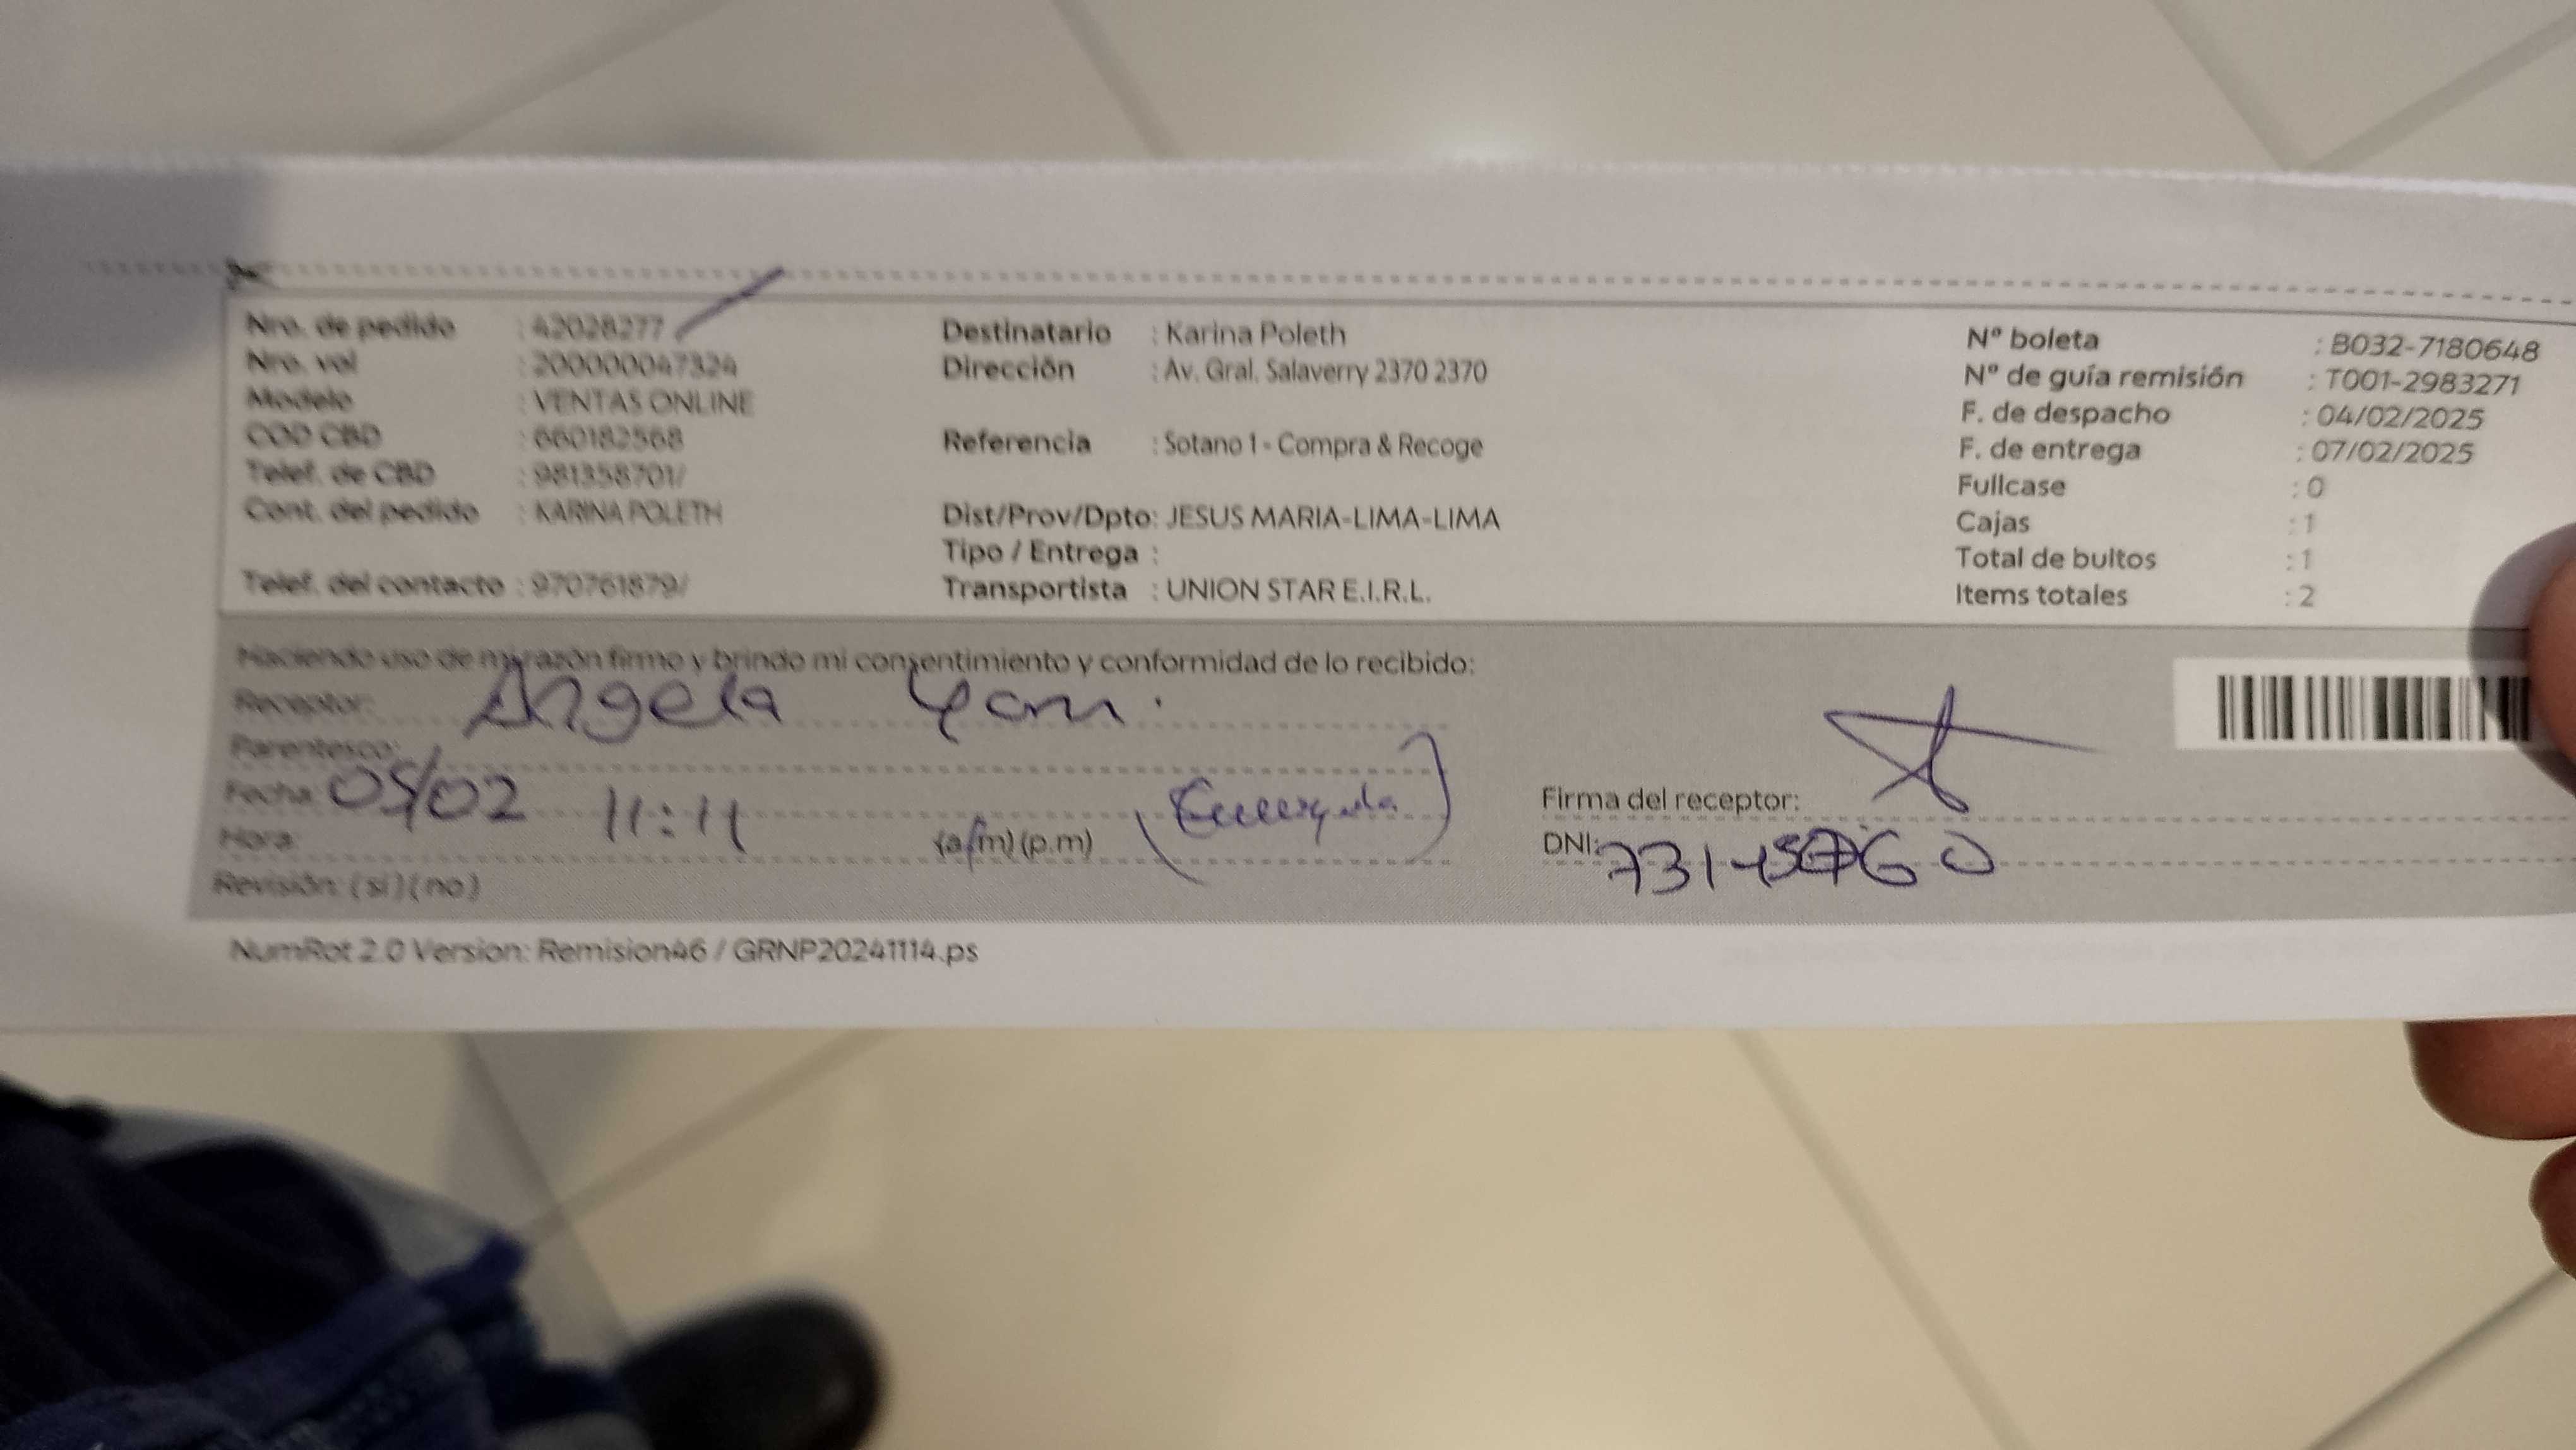 Nro. de pedido : 42028277
Nro. vol : 200000047324
Modelo : VENTAS ONLINE
COD CBD : 660182568
Telef. de CBD : 981358701/
Cont. del pedido : KARINA POLETH
Telef. del contacto : 970761879/
Destinatario : Karina Poleth
Dirección : Av. Gral. Salaverry 2370 2370
Referencia : Sotano 1 - Compra & Recoge
Dist/Prov/Dpto: JESUS MARIA-LIMA-LIMA
Tipo / Entrega :
Transportista : UNION STAR E.I.R.L.
Nº boleta : B032-7180648
Nº de guía remisión : T001-2983271
F. de despacho : 04/02/2025
F. de entrega : 07/02/2025
Fullcase : 0
Cajas : 1
Total de bultos : 1
Items totales : 2
Haciendo uso de mi razón firmo y brindo mi consentimiento y conformidad de lo recibido:
Receptor: Angela
Parentesco:
Fecha: 05/02
Hora: 11:11 (a.m) (p.m)
Revisión: (si) (no)
Firma del receptor:
DNI:
NumRot 2.0 Version: Remision46 / GRNP20241114.ps